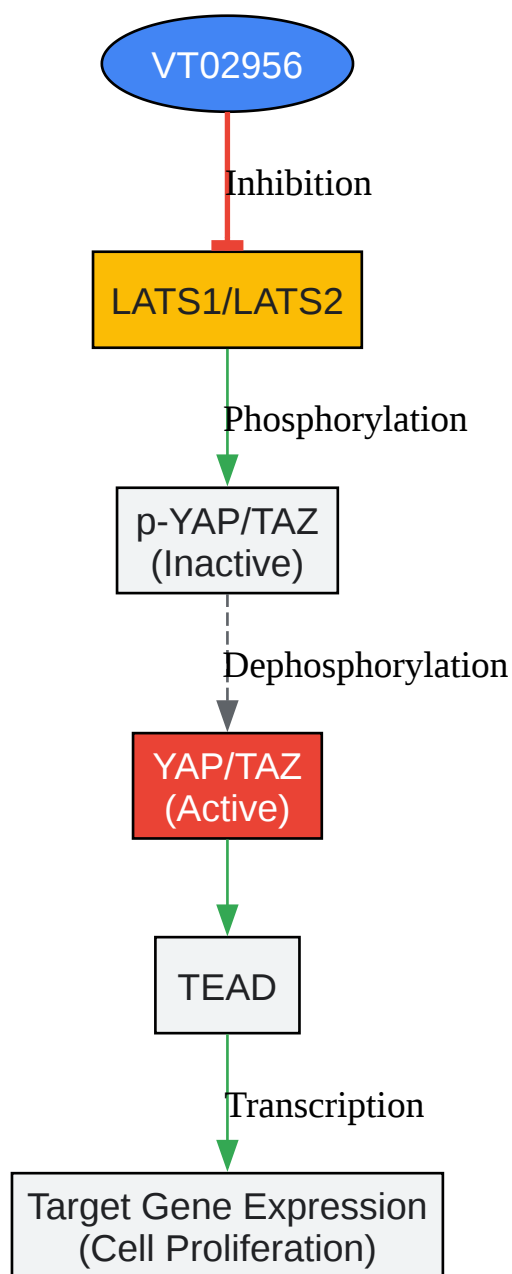 VT02956
Inhibition
LATS1/LATS2
Phosphorylation
p-YAP/TAZ
(Inactive)
Dephosphorylation
YAP/TAZ
(Active)
TEAD
Transcription
Target Gene Expression
(Cell Proliferation)